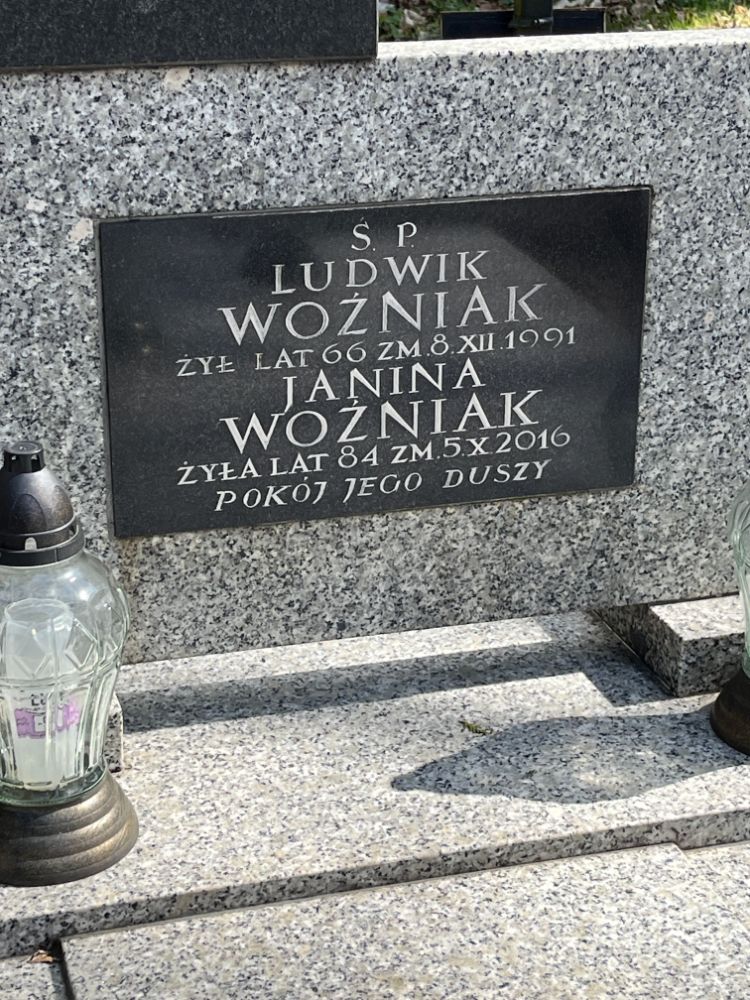 Ś. P.
LUDWIK
WOŹNIAK
ŻYŁ LAT 66 ZM. 8. XII. 1991
JANINA
WOŹNIAK
ŻYŁA LAT 84 ZM. 5.X.2016
POKÓJ JEGO DUSZY